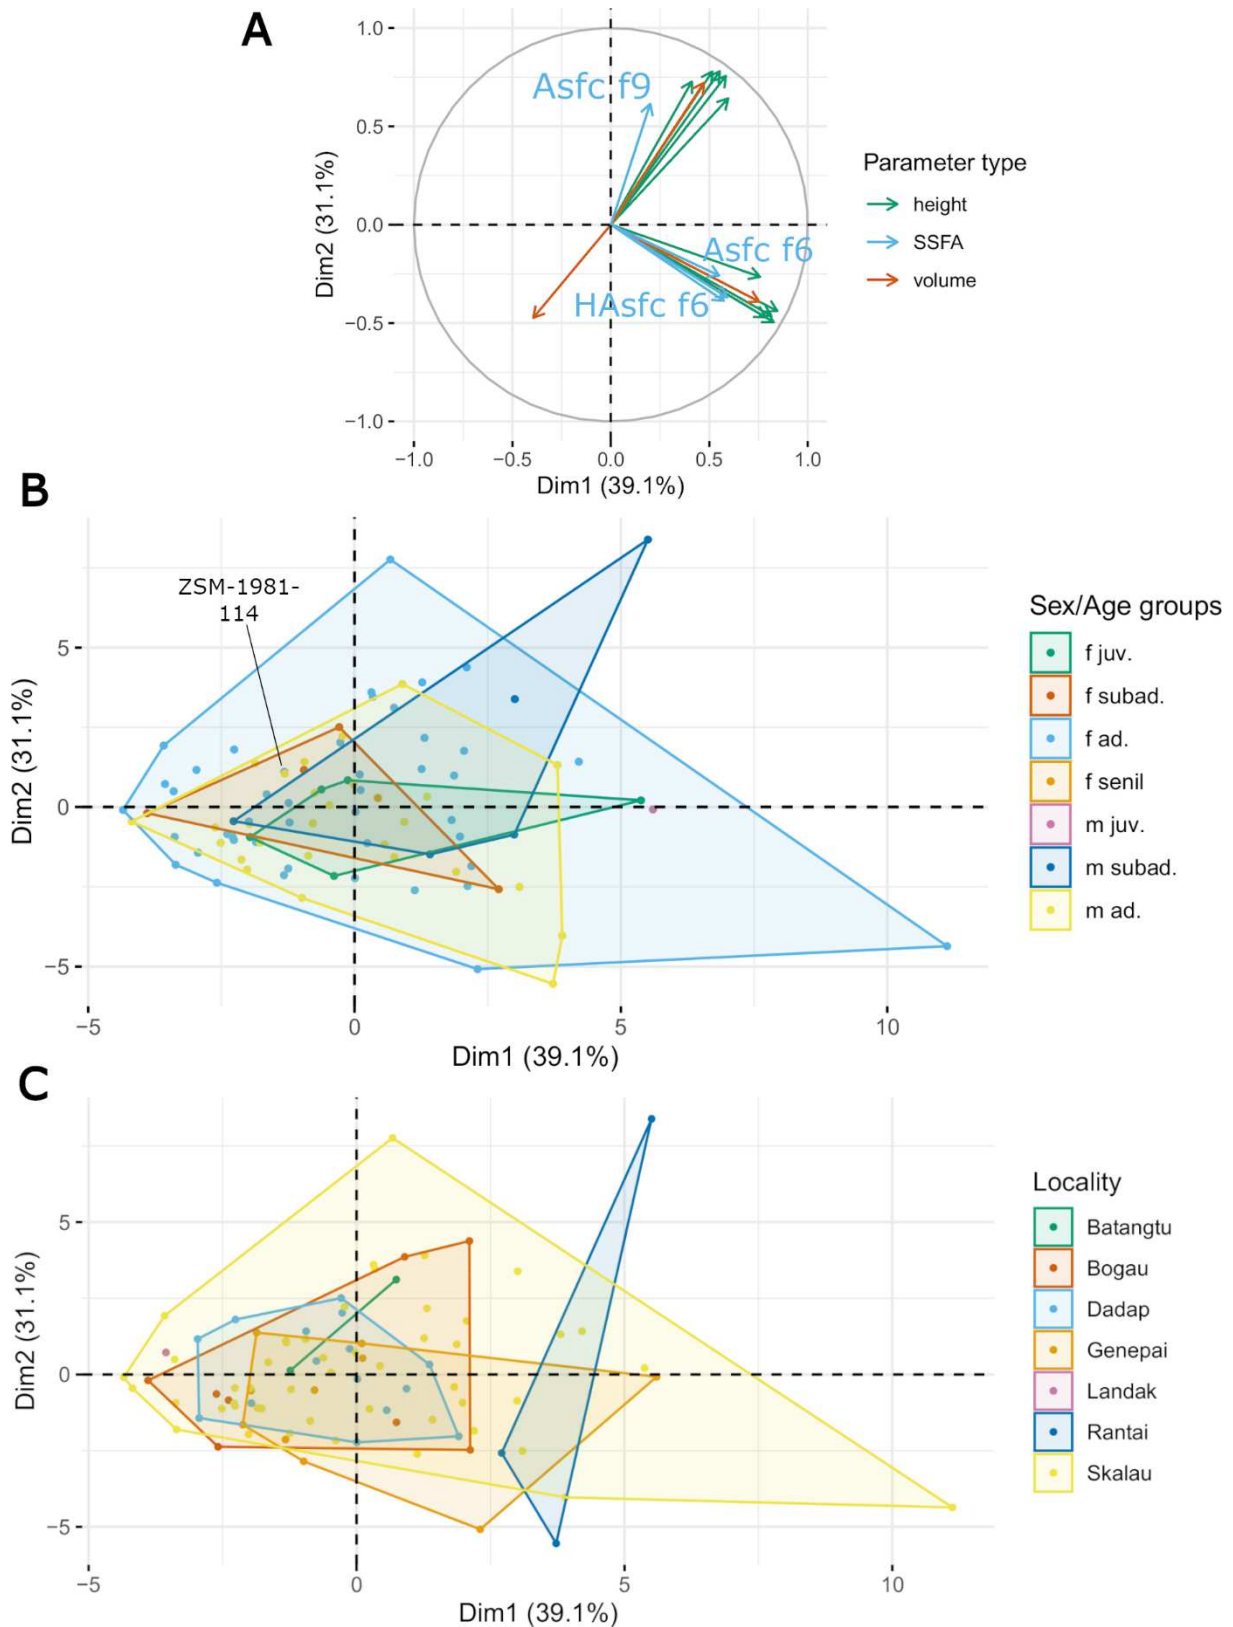 A
1.0
0.5
0.0
−0.5
−1.0
Dim2 (31.1%)
Asfc f9
Asfc f6
HAsfc f6
−1.0 −0.5 0.0 0.5 1.0
Dim1 (39.1%)
Parameter type
height
SSFA
volume
B
ZSM-1981-
114
5
0
−5
Dim2 (31.1%)
−5 0 5 10
Dim1 (39.1%)
Sex/Age groups
f juv.
f subad.
f ad.
f senil
m juv.
m subad.
m ad.
C
5
0
−5
Dim2 (31.1%)
−5 0 5 10
Dim1 (39.1%)
Locality
Batangtu
Bogau
Dadap
Genepai
Landak
Rantai
Skalau